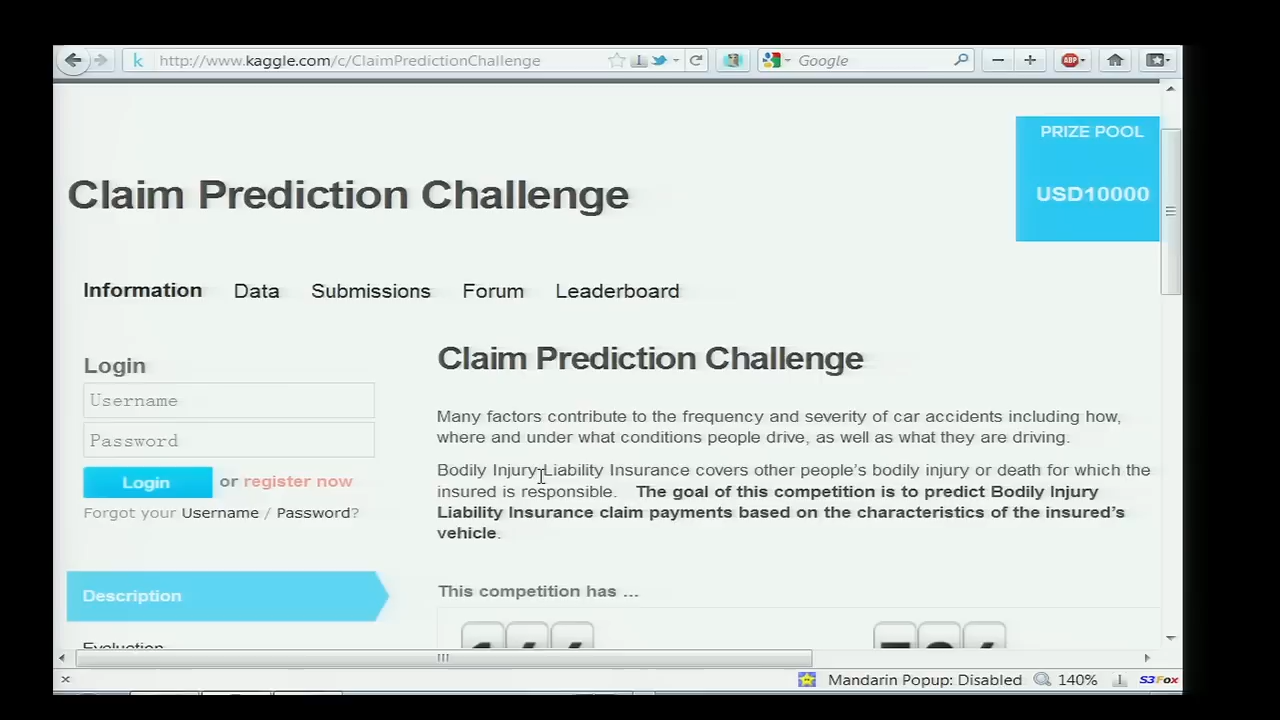 http://www.kaggle.com/c/ClaimPredictionChallenge
Google
ABP
PRIZE POOL
USD10000
Claim Prediction Challenge
Information Data Submissions Forum Leaderboard
Login
Username
Password
Login or register now
Forgot your Username / Password?
Description
Evaluation
Claim Prediction Challenge
Many factors contribute to the frequency and severity of car accidents including how,
where and under what conditions people drive, as well as what they are driving.
Bodily Injury Liability Insurance covers other people's bodily injury or death for which the
insured is responsible. The goal of this competition is to predict Bodily Injury
Liability Insurance claim payments based on the characteristics of the insured's
vehicle.
This competition has ...
Mandarin Popup: Disabled 140% S3Fox